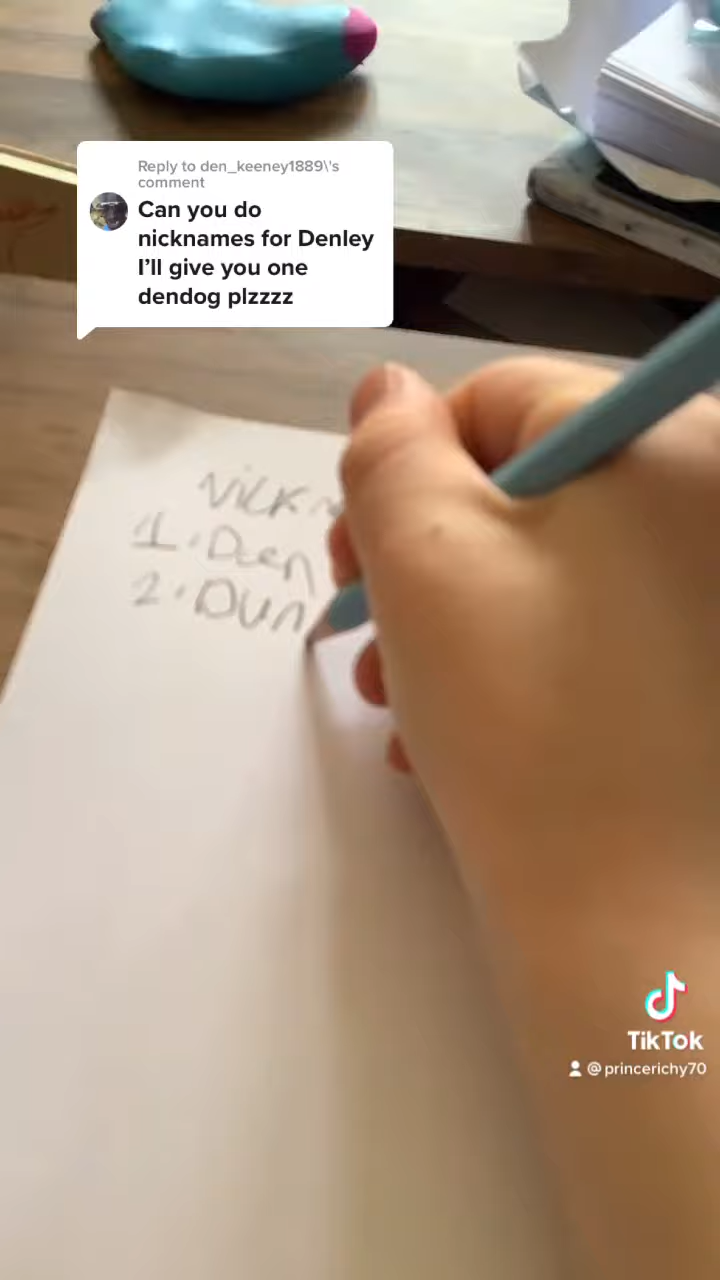 Reply to den_keeney1889\'s
comment
Can you do
nicknames for Denley
I’ll give you one
dendog plzzzz
1. Den
2. Dun
TikTok
@princerichy70